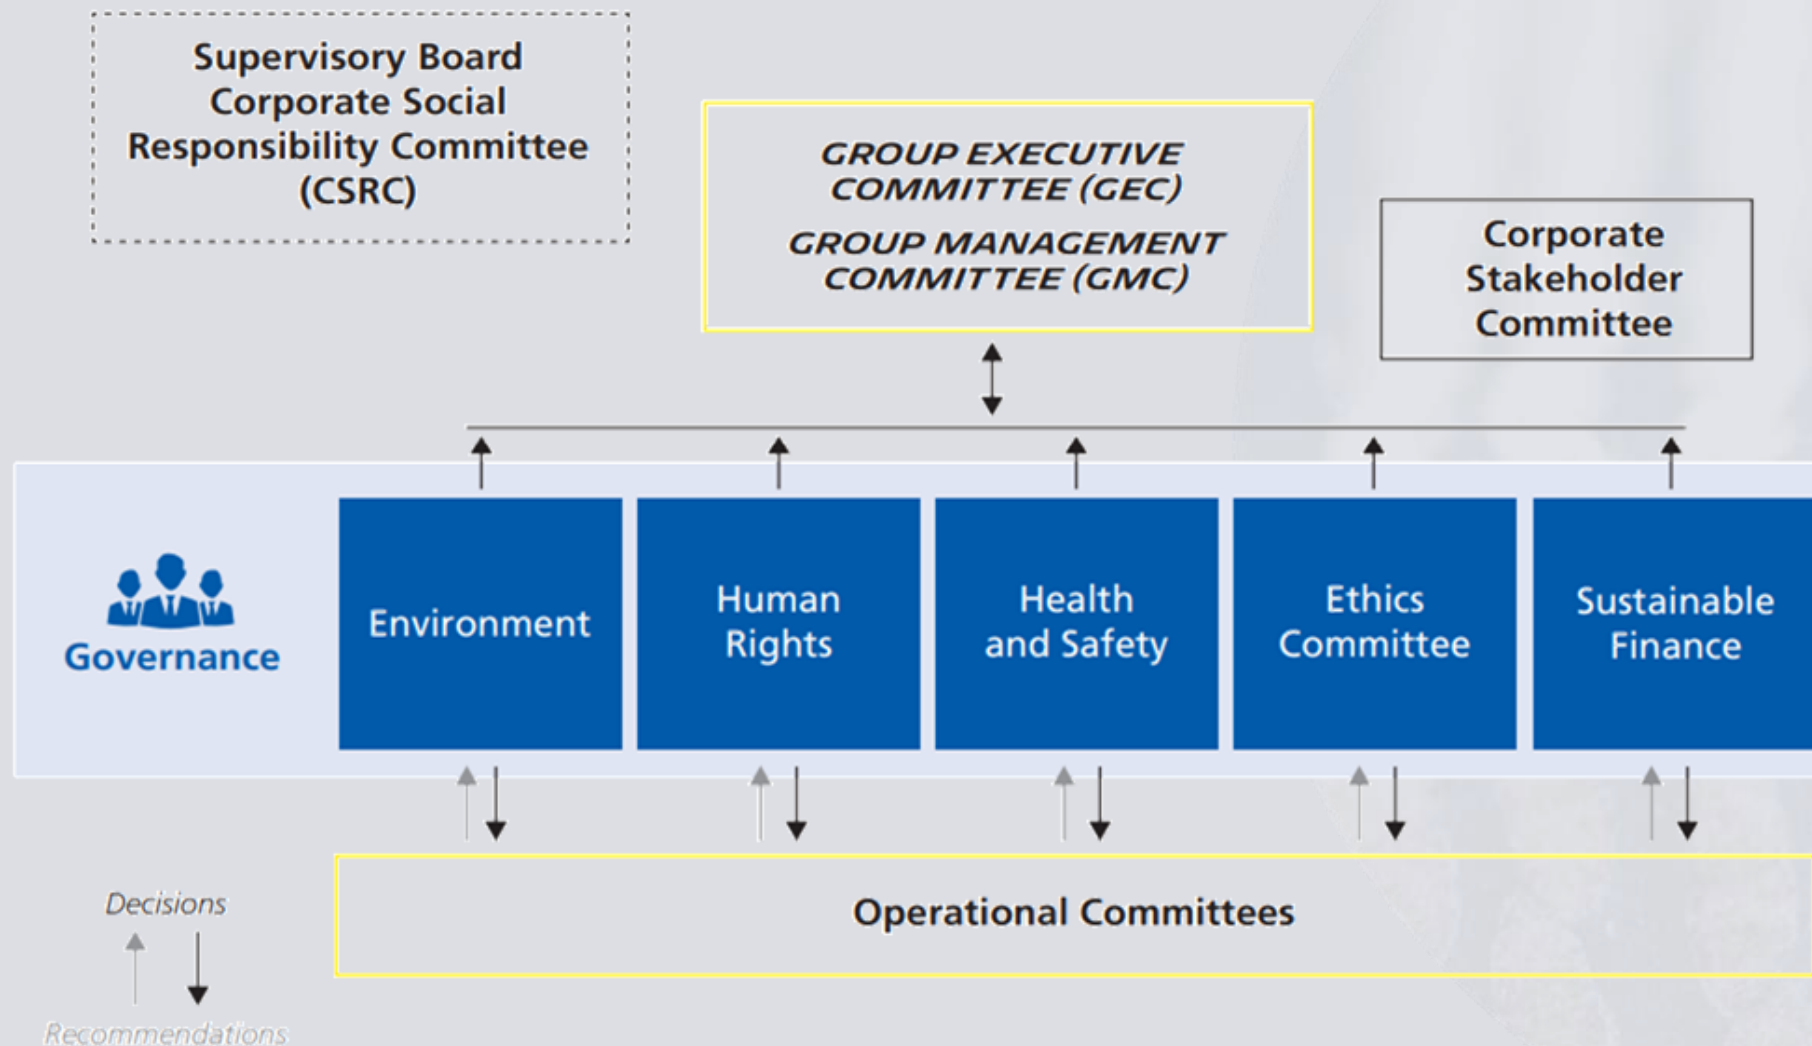 Supervisory Board
Corporate Social
Responsibility Committee
(CSRC)
GROUP EXECUTIVE
COMMITTEE (GEC)
GROUP MANAGEMENT
COMMITTEE (GMC)
Corporate
Stakeholder
Committee
Governance
Environment
Human
Rights
Health
and Safety
Ethics
Committee
Sustainable
Finance
Operational Committees
Decisions
Recommendations